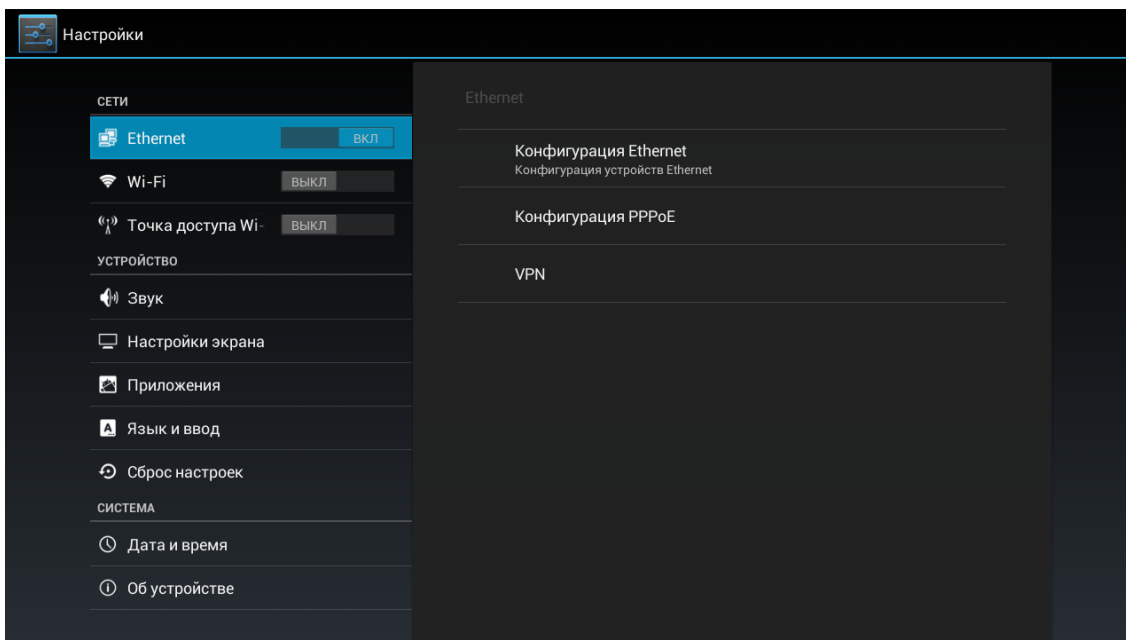 Настройки
СЕТИ
Ethernet
ВКЛ
Wi-Fi
ВЫКЛ
Точка доступа Wi-
ВЫКЛ
УСТРОЙСТВО
Звук
Настройки экрана
Приложения
Язык и ввод
Сброс настроек
СИСТЕМА
Дата и время
Об устройстве
Ethernet
Конфигурация Ethernet
Конфигурация устройств Ethernet
Конфигурация PPPoE
VPN